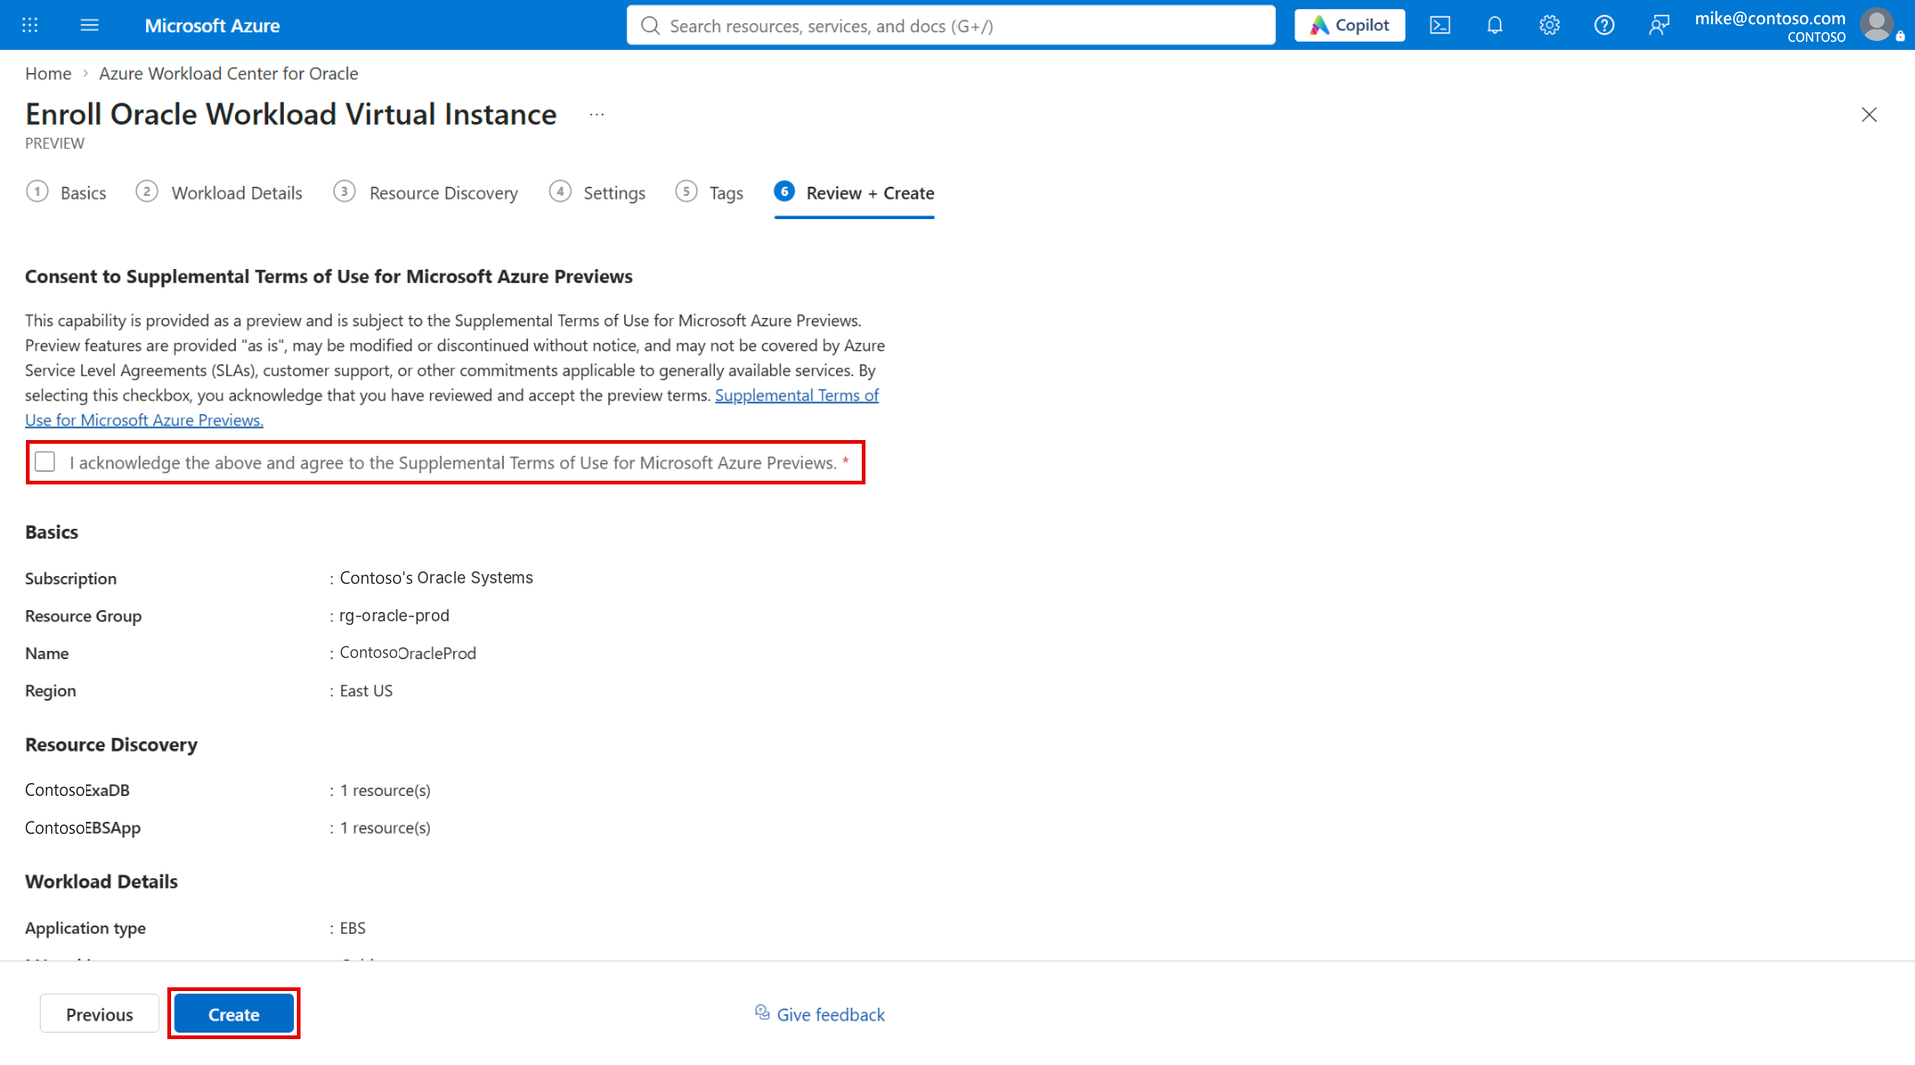 Microsoft Azure
Search resources, services, and docs (G+/)
Copilot
mike@contoso.com
CONTOSO
Home > Azure Workload Center for Oracle
Enroll Oracle Workload Virtual Instance ...
PREVIEW
1 Basics 2 Workload Details 3 Resource Discovery 4 Settings 5 Tags 6 Review + Create
Consent to Supplemental Terms of Use for Microsoft Azure Previews
This capability is provided as a preview and is subject to the Supplemental Terms of Use for Microsoft Azure Previews.
Preview features are provided "as is", may be modified or discontinued without notice, and may not be covered by Azure
Service Level Agreements (SLAs), customer support, or other commitments applicable to generally available services. By
selecting this checkbox, you acknowledge that you have reviewed and accept the preview terms. Supplemental Terms of
Use for Microsoft Azure Previews.
I acknowledge the above and agree to the Supplemental Terms of Use for Microsoft Azure Previews. *
Basics
Subscription : Contoso's Oracle Systems
Resource Group : rg-oracle-prod
Name : ContosoOracleProd
Region : East US
Resource Discovery
ContosoExaDB : 1 resource(s)
ContosoEBSApp : 1 resource(s)
Workload Details
Application type : EBS
Previous
Create
Give feedback